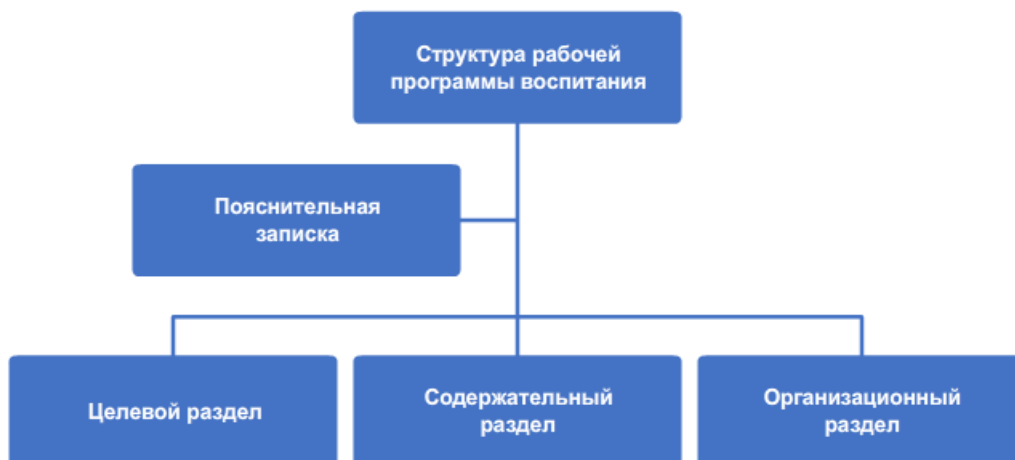 Структура рабочей
программы воспитания
Пояснительная
записка
Целевой раздел
Содержательный
раздел
Организационный
раздел